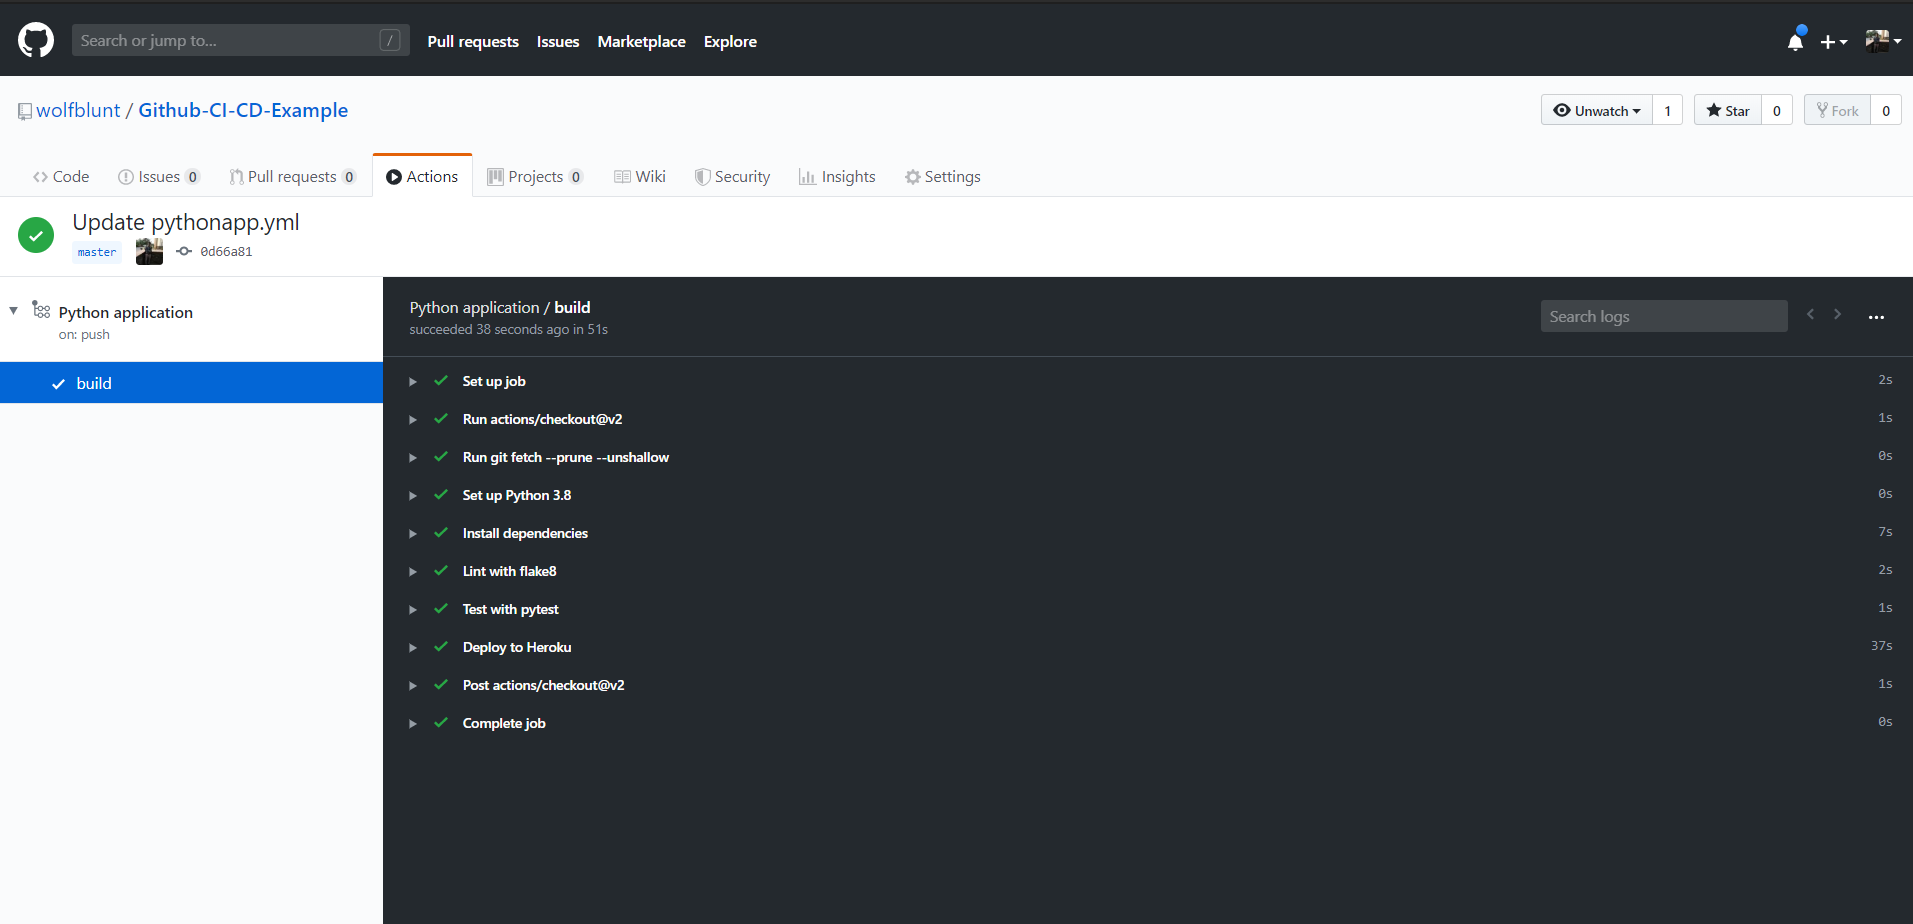 Search or jump to... /
Pull requests Issues Marketplace Explore
wolfblunt / Github-CI-CD-Example
Unwatch 1 Star 0 Fork 0
Code Issues 0 Pull requests 0 Actions Projects 0 Wiki Security Insights Settings
Update pythonapp.yml
master 0d66a81
Python application
on: push
build
Python application / build
succeeded 38 seconds ago in 51s
Search logs
Set up job 2s
Run actions/checkout@v2 1s
Run git fetch --prune --unshallow 0s
Set up Python 3.8 0s
Install dependencies 7s
Lint with flake8 2s
Test with pytest 1s
Deploy to Heroku 37s
Post actions/checkout@v2 1s
Complete job 0s